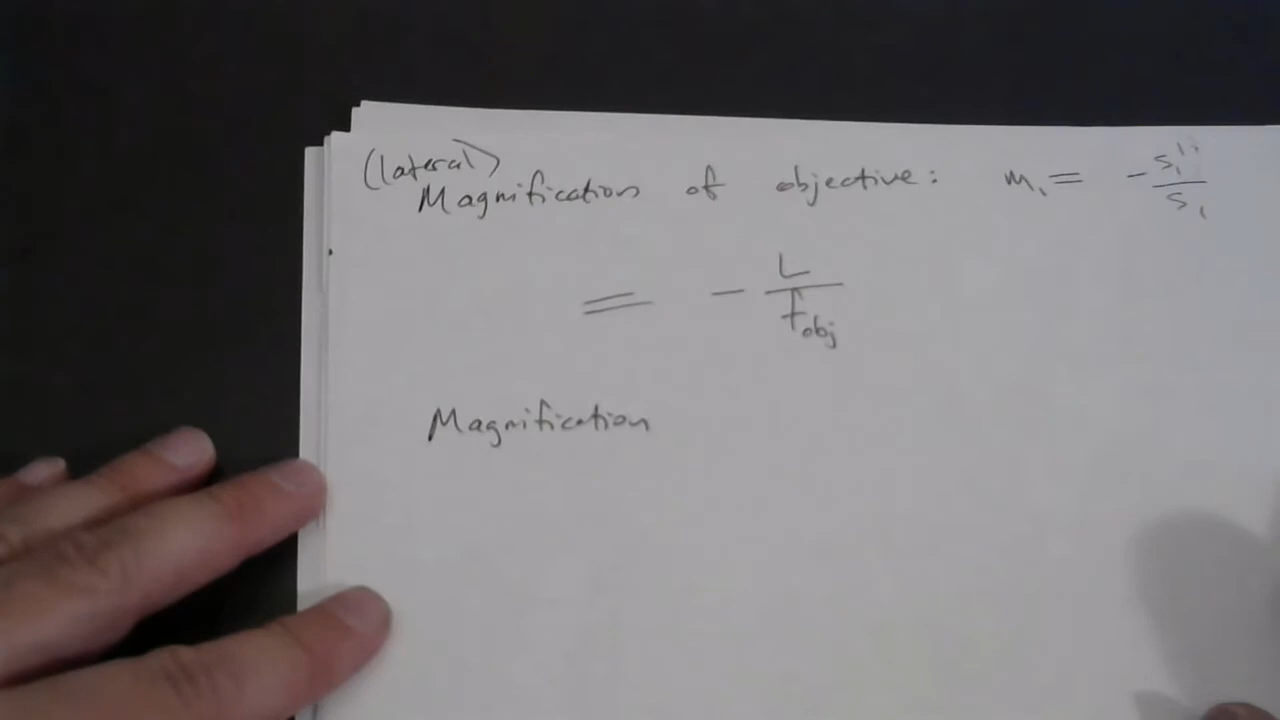 (lateral)
Magnification of objective: m₁ = - s₁' / s₁
= - L / f_obj
Magnification